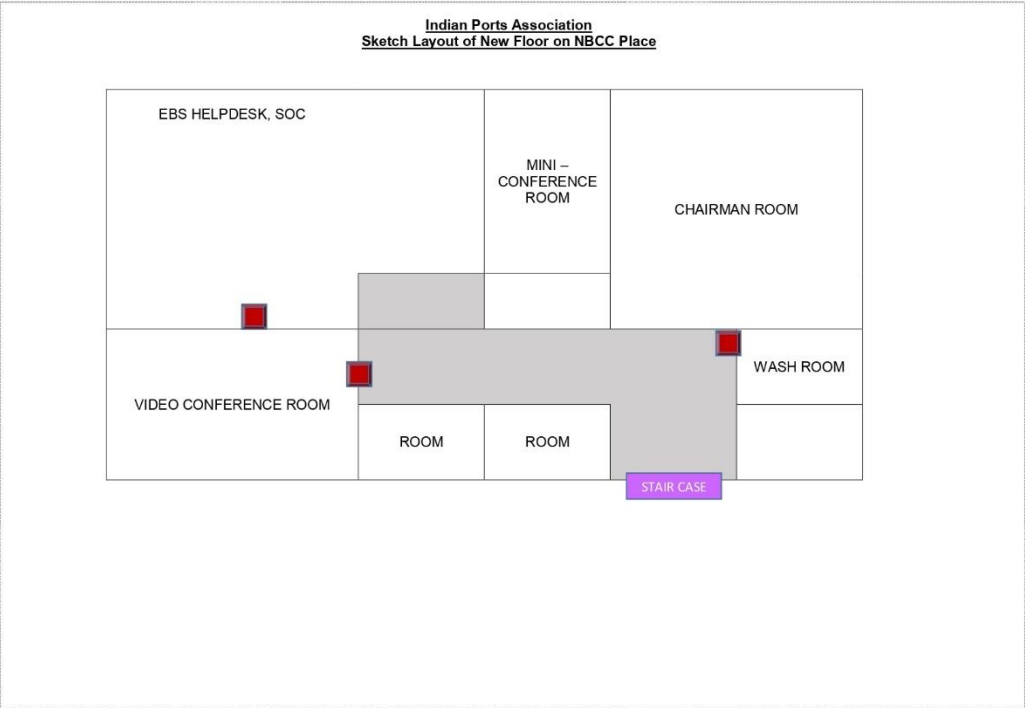 Indian Ports Association
Sketch Layout of New Floor on NBCC Place
EBS HELPDESK, SOC
MINI –
CONFERENCE
ROOM
CHAIRMAN ROOM
WASH ROOM
VIDEO CONFERENCE ROOM
ROOM
ROOM
STAIR CASE